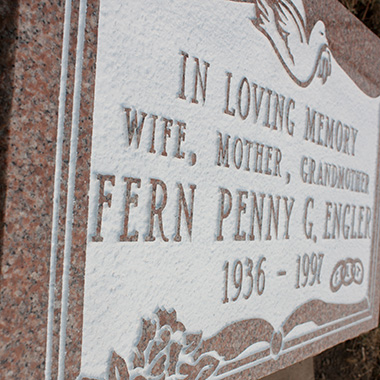 IN LOVING MEMORY
WIFE, MOTHER, GRANDMOTHER
FERN PENNY G. ENGLER
1936 - 1997